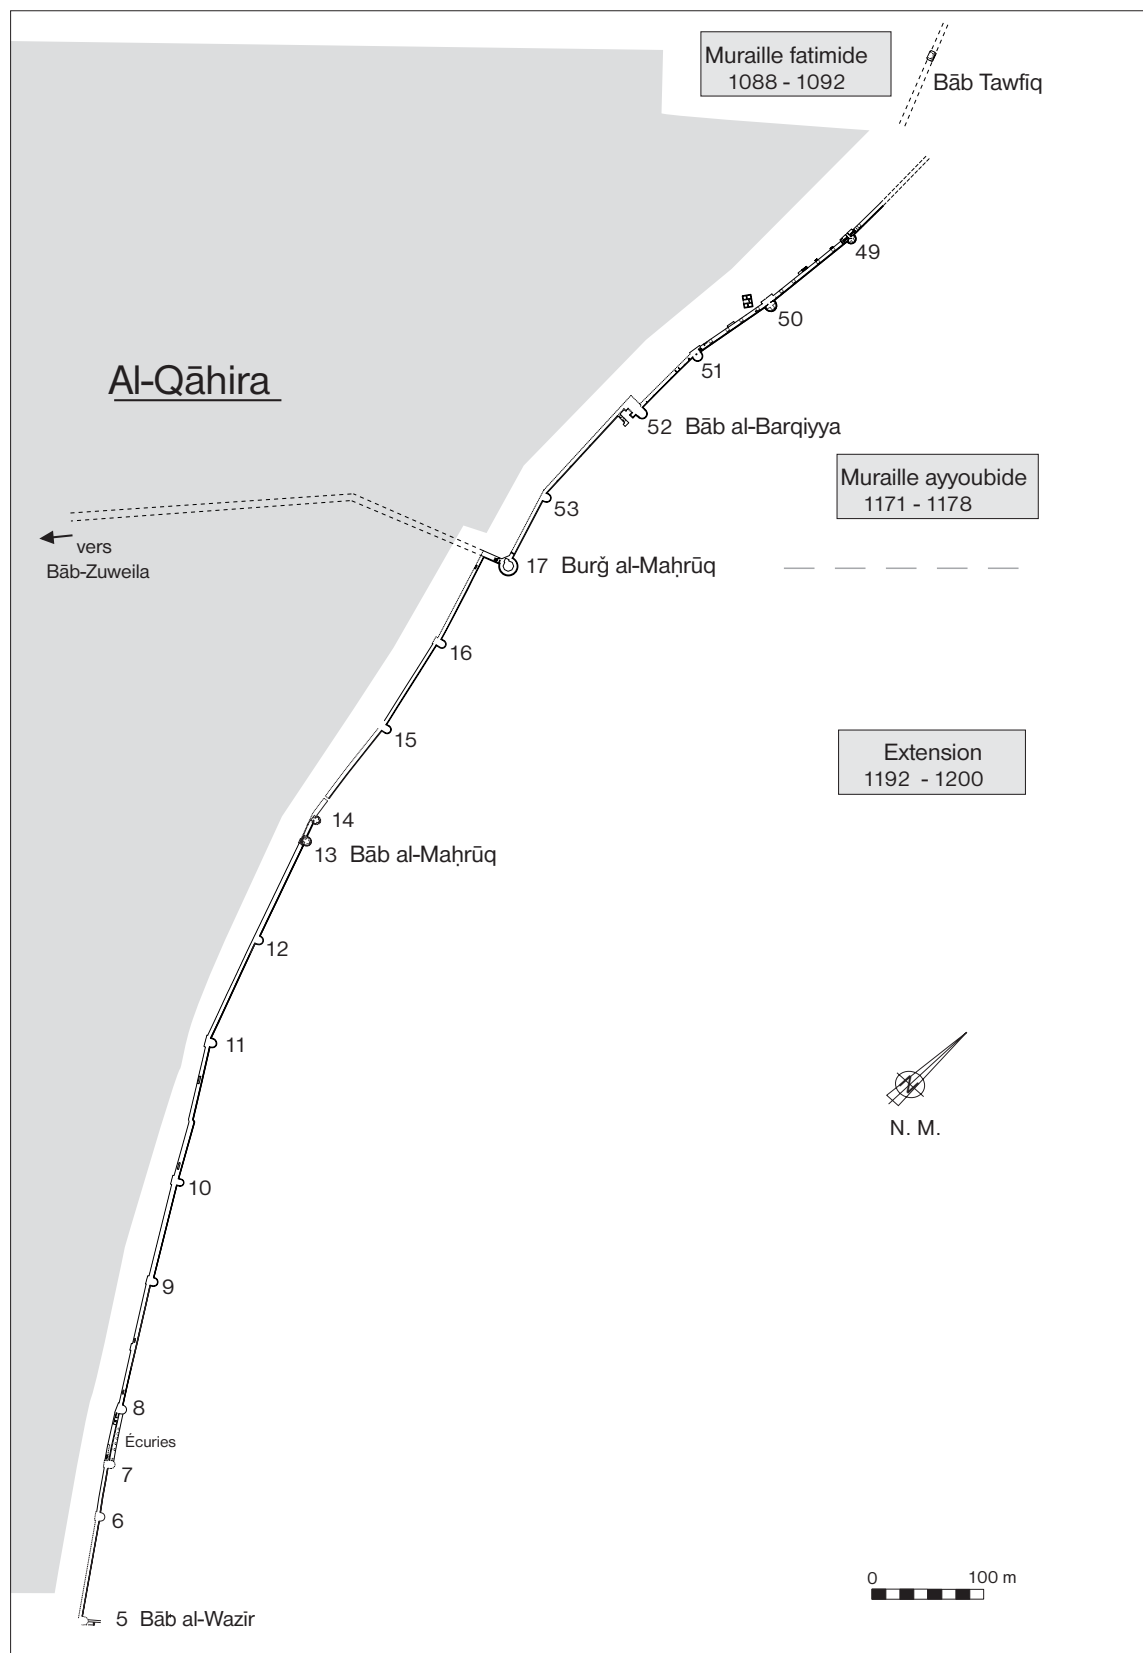 Muraille fatimide
1088 - 1092
Bāb Tawfiq
49
50
51
Al-Qāhira
52 Bāb al-Barqiyya
Muraille ayyoubide
1171 - 1178
53
vers
Bāb-Zuweila
17 Burǧ al-Maḥrūq
16
15
Extension
1192 - 1200
14
13 Bāb al-Maḥrūq
12
11
N
N. M.
10
9
8
Écuries
7
6
0 100 m
5 Bāb al-Wazīr